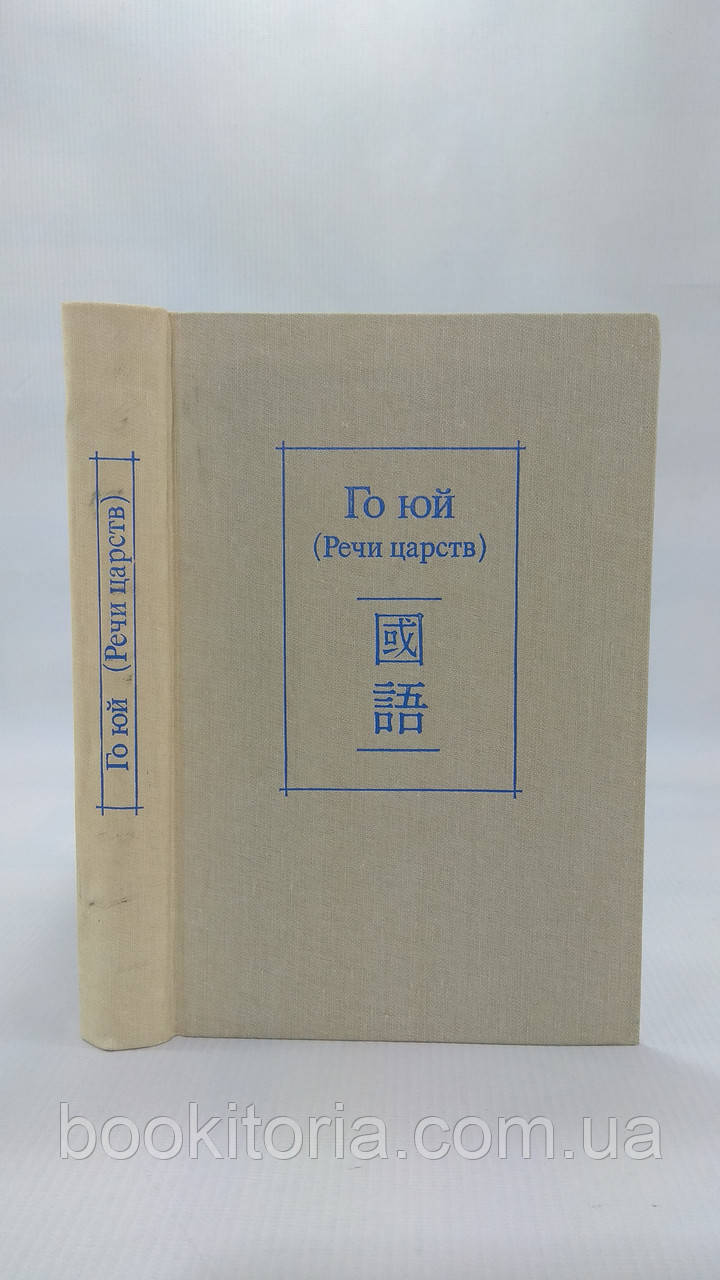 Го юй (Речи царств)
Го юй
(Речи царств)
國
語
bookitoria.com.ua